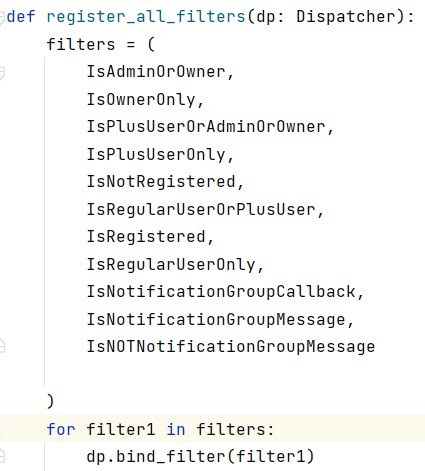 def register_all_filters(dp: Dispatcher):
    filters = (
        IsAdminOrOwner,
        IsOwnerOnly,
        IsPlusUserOrAdminOrOwner,
        IsPlusUserOnly,
        IsNotRegistered,
        IsRegularUserOrPlusUser,
        IsRegistered,
        IsRegularUserOnly,
        IsNotificationGroupCallback,
        IsNotificationGroupMessage,
        IsNOTNotificationGroupMessage
    )
    for filter1 in filters:
        dp.bind_filter(filter1)